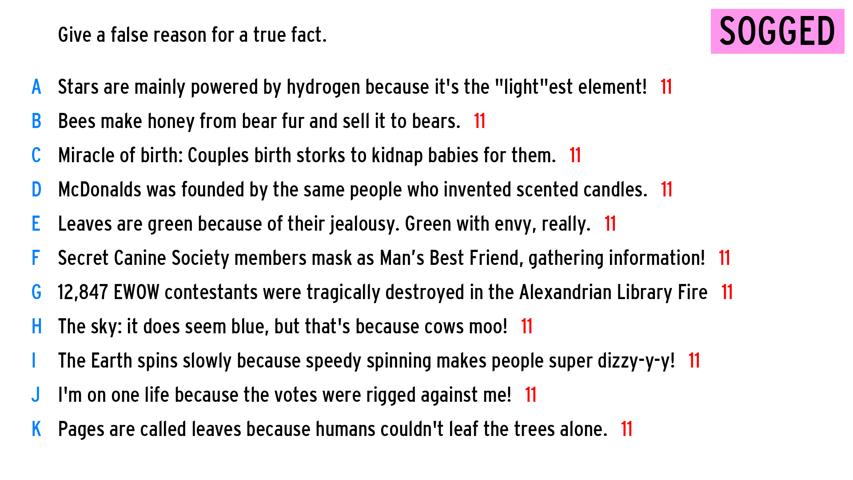 Give a false reason for a true fact.
SOGGED
A Stars are mainly powered by hydrogen because it's the "light"est element! 11
B Bees make honey from bear fur and sell it to bears. 11
C Miracle of birth: Couples birth storks to kidnap babies for them. 11
D McDonalds was founded by the same people who invented scented candles. 11
E Leaves are green because of their jealousy. Green with envy, really. 11
F Secret Canine Society members mask as Man’s Best Friend, gathering information! 11
G 12,847 EWOW contestants were tragically destroyed in the Alexandrian Library Fire 11
H The sky: it does seem blue, but that's because cows moo! 11
I The Earth spins slowly because speedy spinning makes people super dizzy-y-y! 11
J I'm on one life because the votes were rigged against me! 11
K Pages are called leaves because humans couldn't leaf the trees alone. 11